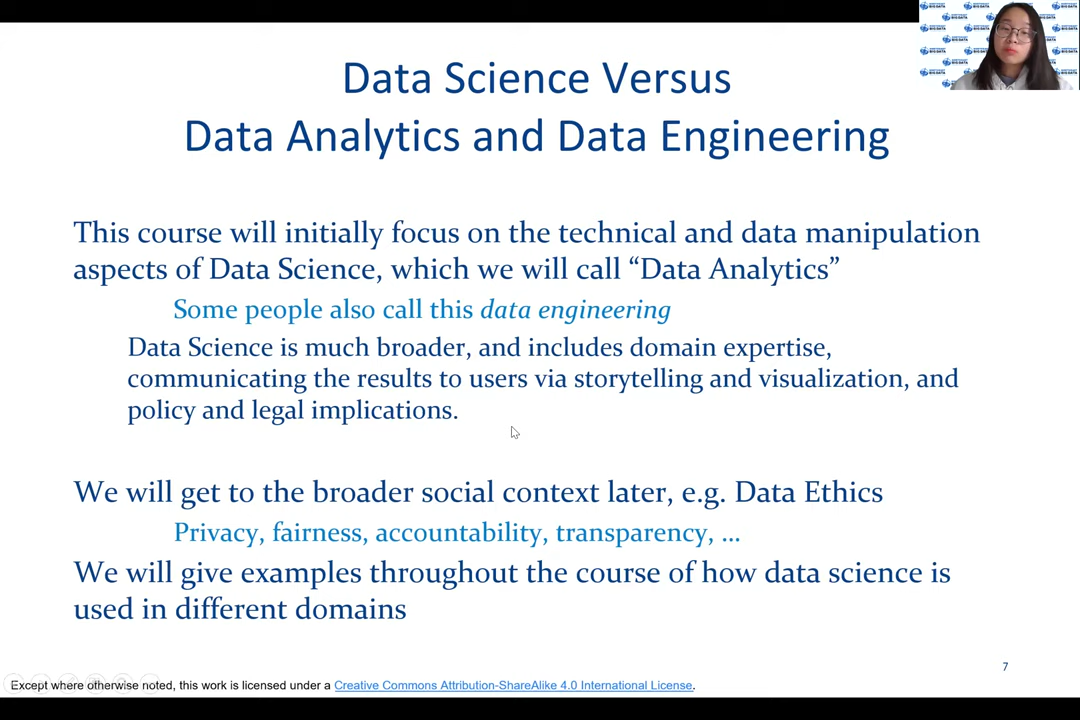 Data Science Versus
Data Analytics and Data Engineering
This course will initially focus on the technical and data manipulation
aspects of Data Science, which we will call “Data Analytics”
Some people also call this data engineering
Data Science is much broader, and includes domain expertise,
communicating the results to users via storytelling and visualization, and
policy and legal implications.
We will get to the broader social context later, e.g. Data Ethics
Privacy, fairness, accountability, transparency, ...
We will give examples throughout the course of how data science is
used in different domains
7
Except where otherwise noted, this work is licensed under a Creative Commons Attribution-ShareAlike 4.0 International License.